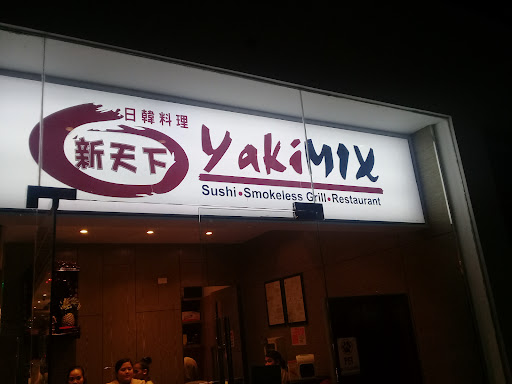 日韓料理
新天下
YakiMIX
Sushi•Smokeless Grill•Restaurant